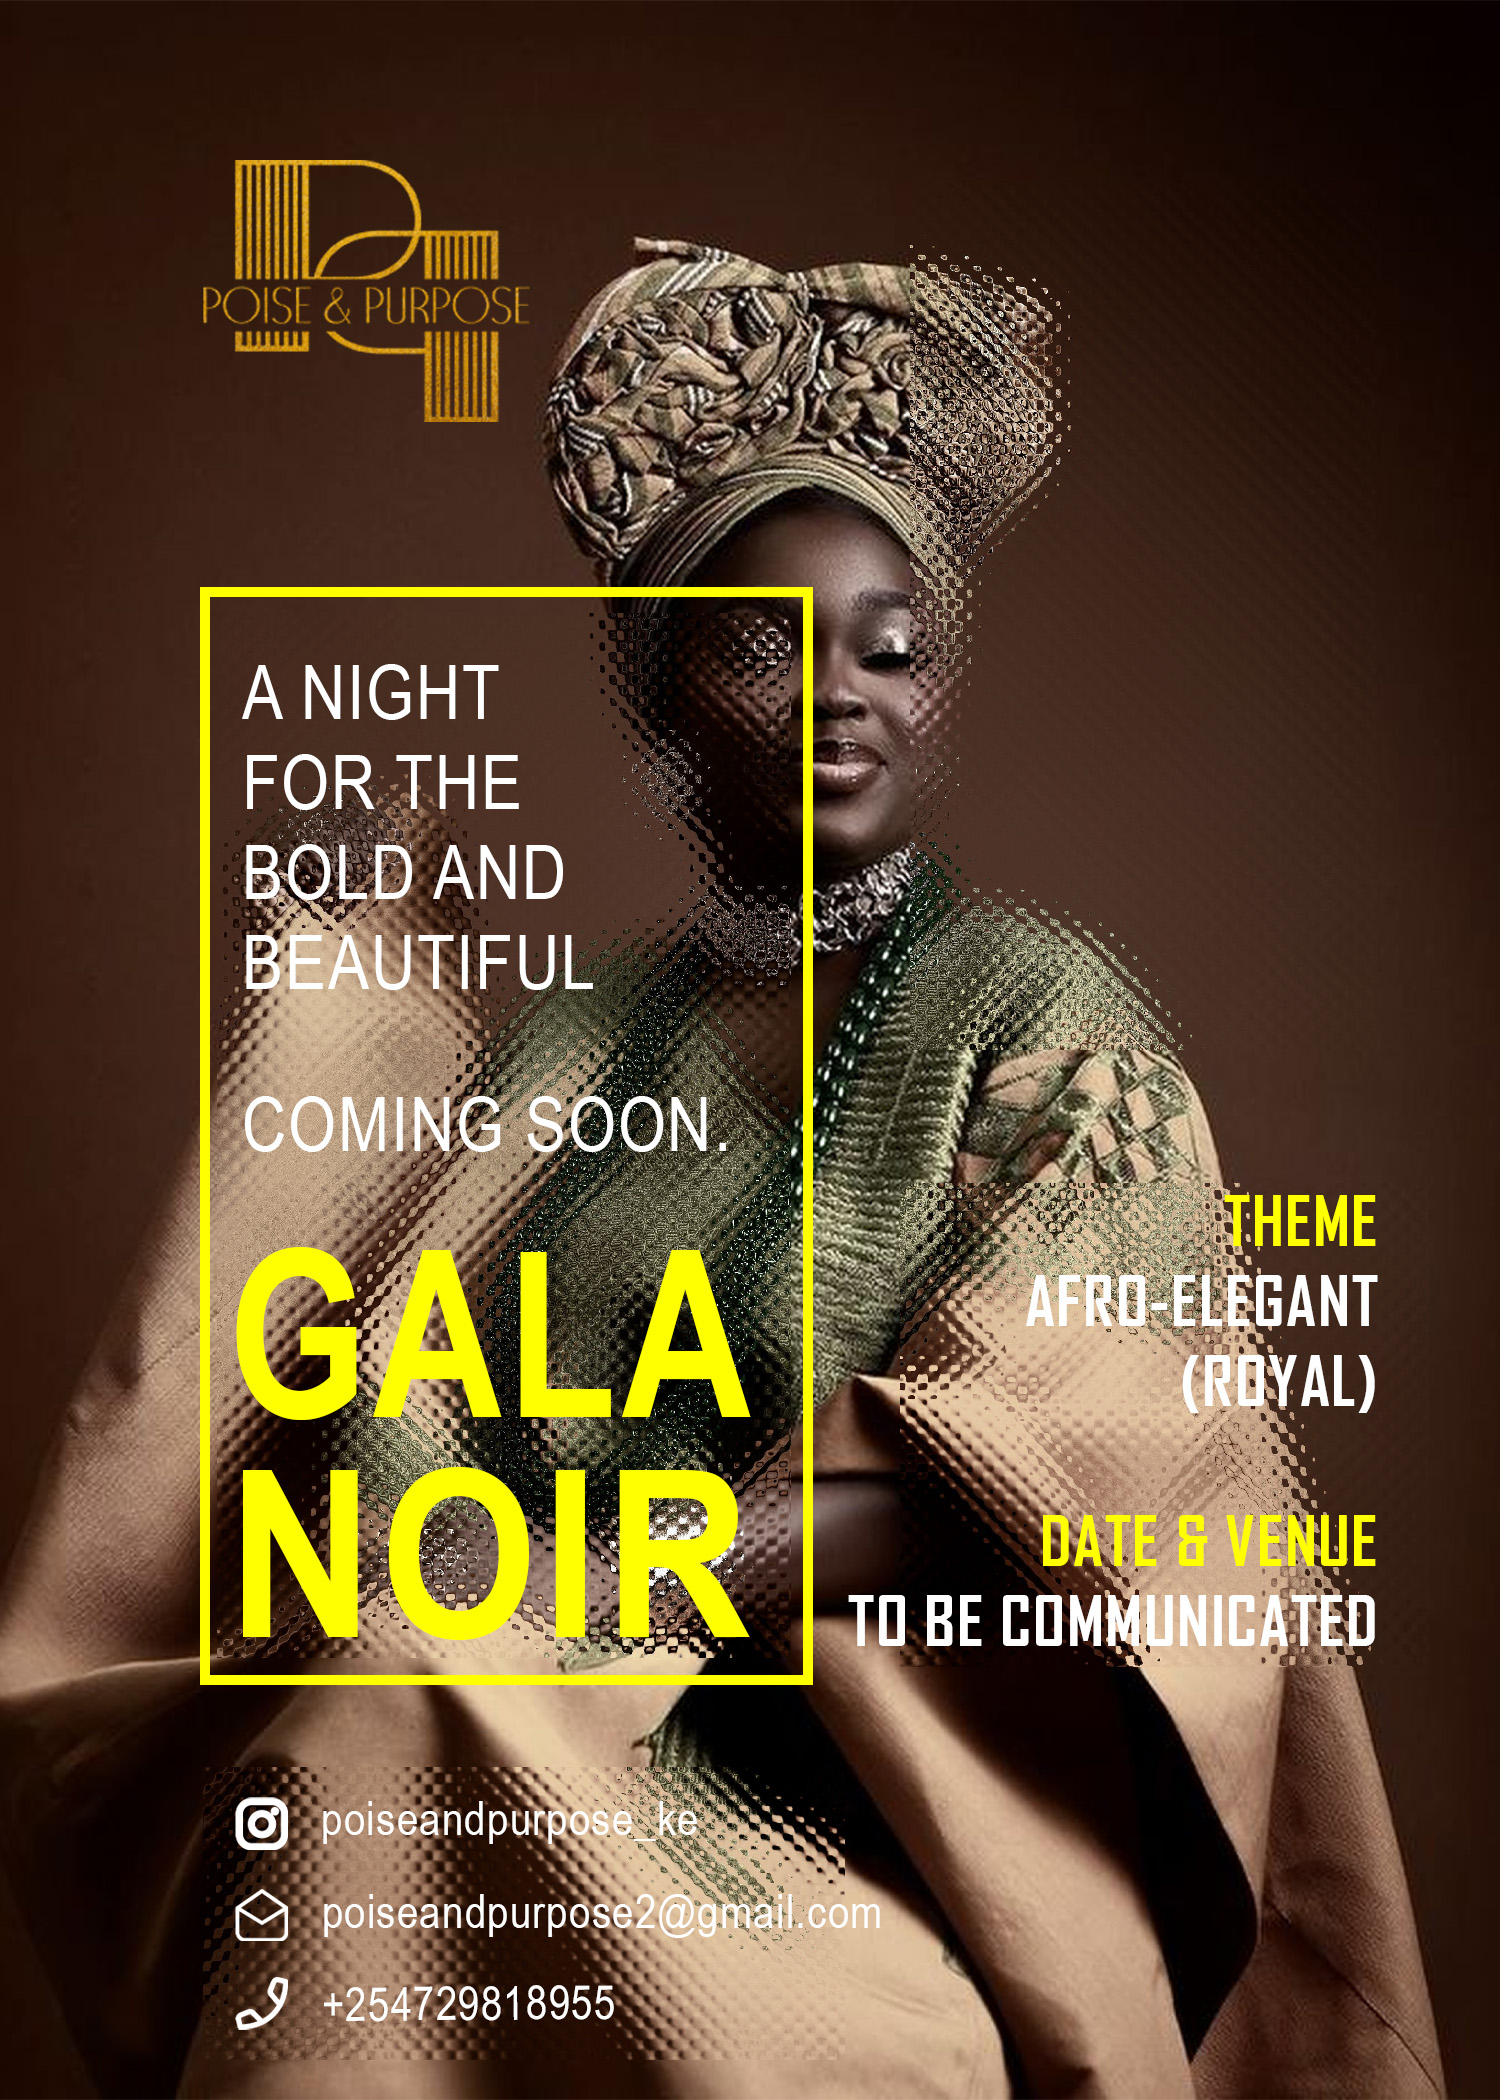 POISE & PURPOSE
A NIGHT
FOR THE
BOLD AND
BEAUTIFUL
COMING SOON.
GALA
NOIR
THEME
AFRO-ELEGANT
(ROYAL)
DATE & VENUE
TO BE COMMUNICATED
poiseandpurpose_ke
poiseandpurpose2@gmail.com
+254729818955